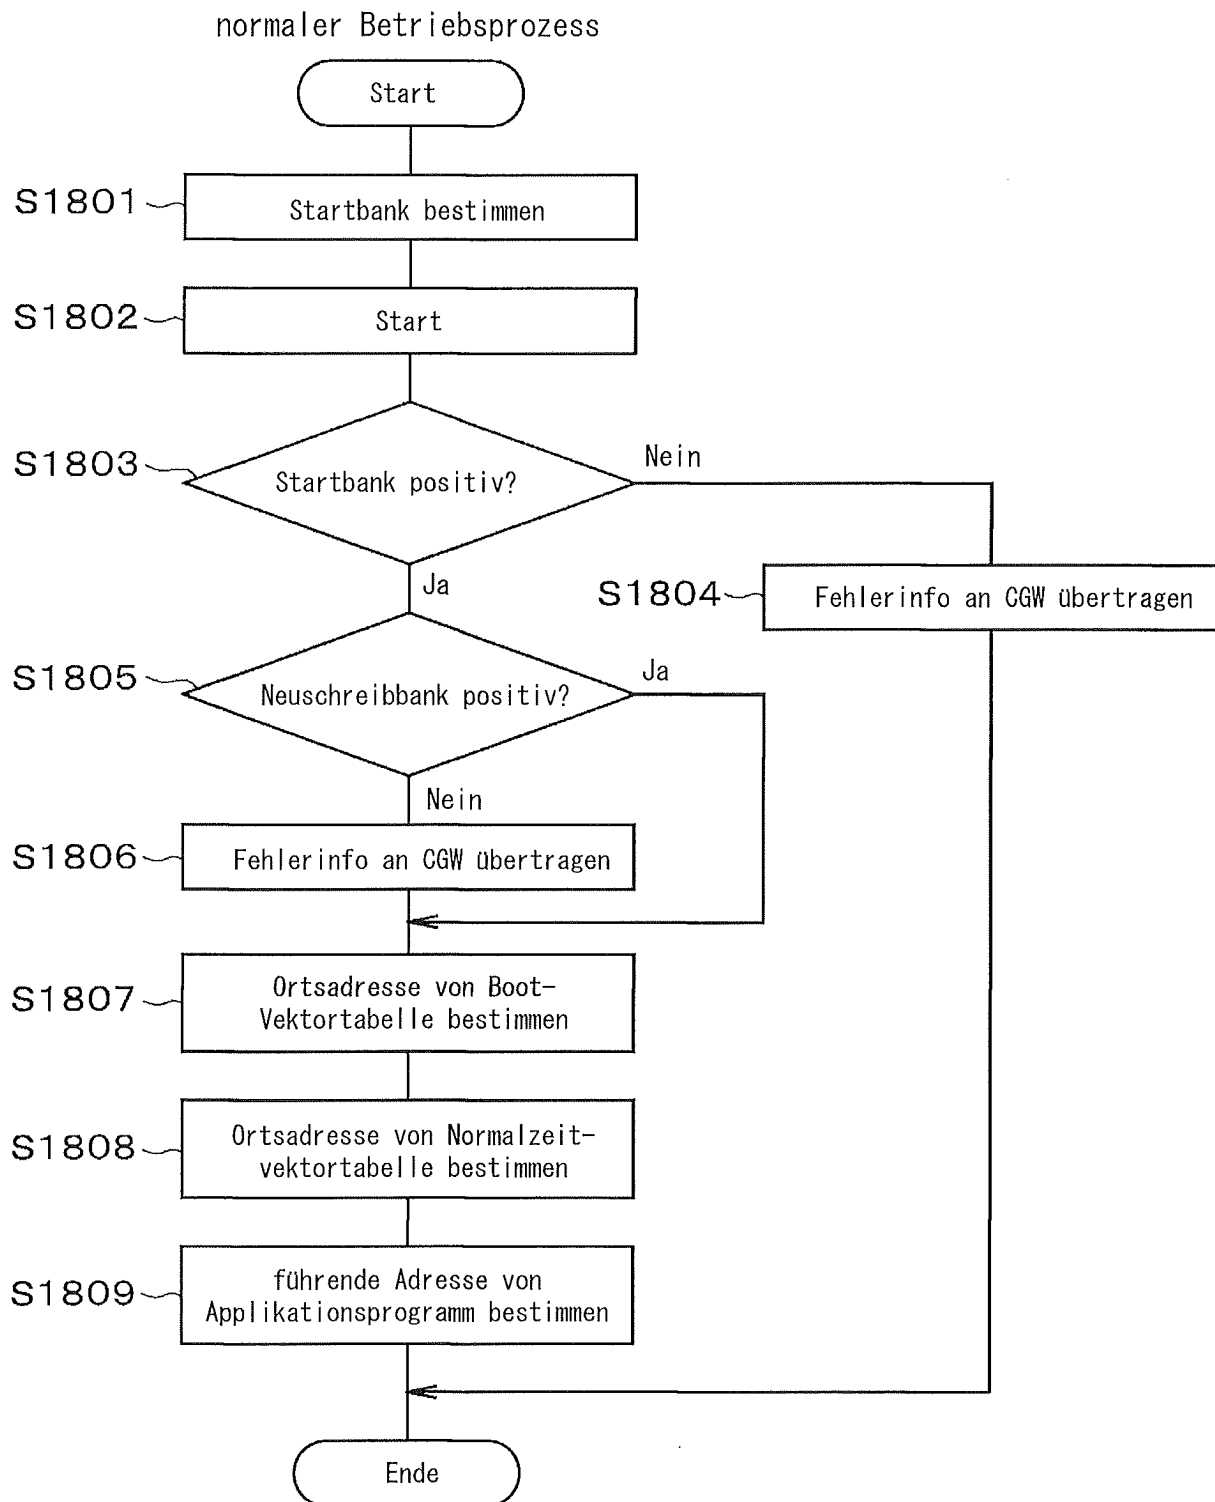 normaler Betriebsprozess
Start
S1801
Startbank bestimmen
S1802
Start
S1803
Startbank positiv?
Nein
Ja
S1804
Fehlerinfo an CGW übertragen
S1805
Neuschreibbank positiv?
Ja
Nein
S1806
Fehlerinfo an CGW übertragen
S1807
Ortsadresse von Boot-
Vektortabelle bestimmen
S1808
Ortsadresse von Normalzeit-
vektortabelle bestimmen
S1809
führende Adresse von
Applikationsprogramm bestimmen
Ende